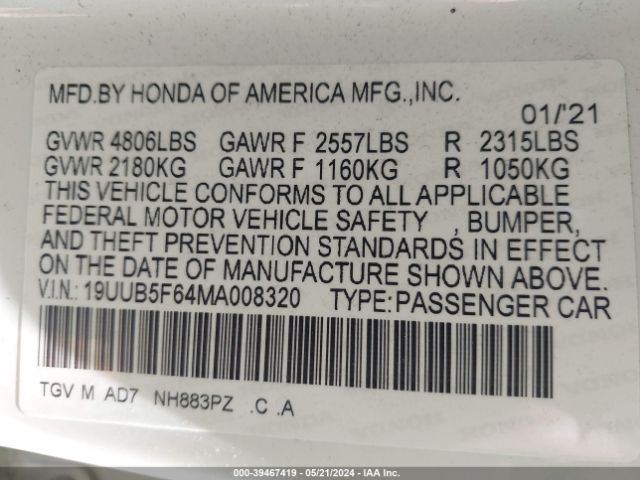 MFD.BY HONDA OF AMERICA MFG.,INC.
01/'21
GVWR 4806LBS GAWR F 2557LBS R 2315LBS
GVWR 2180KG GAWR F 1160KG R 1050KG
THIS VEHICLE CONFORMS TO ALL APPLICABLE
FEDERAL MOTOR VEHICLE SAFETY , BUMPER,
AND THEFT PREVENTION STANDARDS IN EFFECT
ON THE DATE OF MANUFACTURE SHOWN ABOVE.
V.I.N.: 19UUB5F64MA008320 TYPE:PASSENGER CAR
TGV M AD7 NH883PZ .C .A
000-39467419 - 05/21/2024 - IAA Inc.